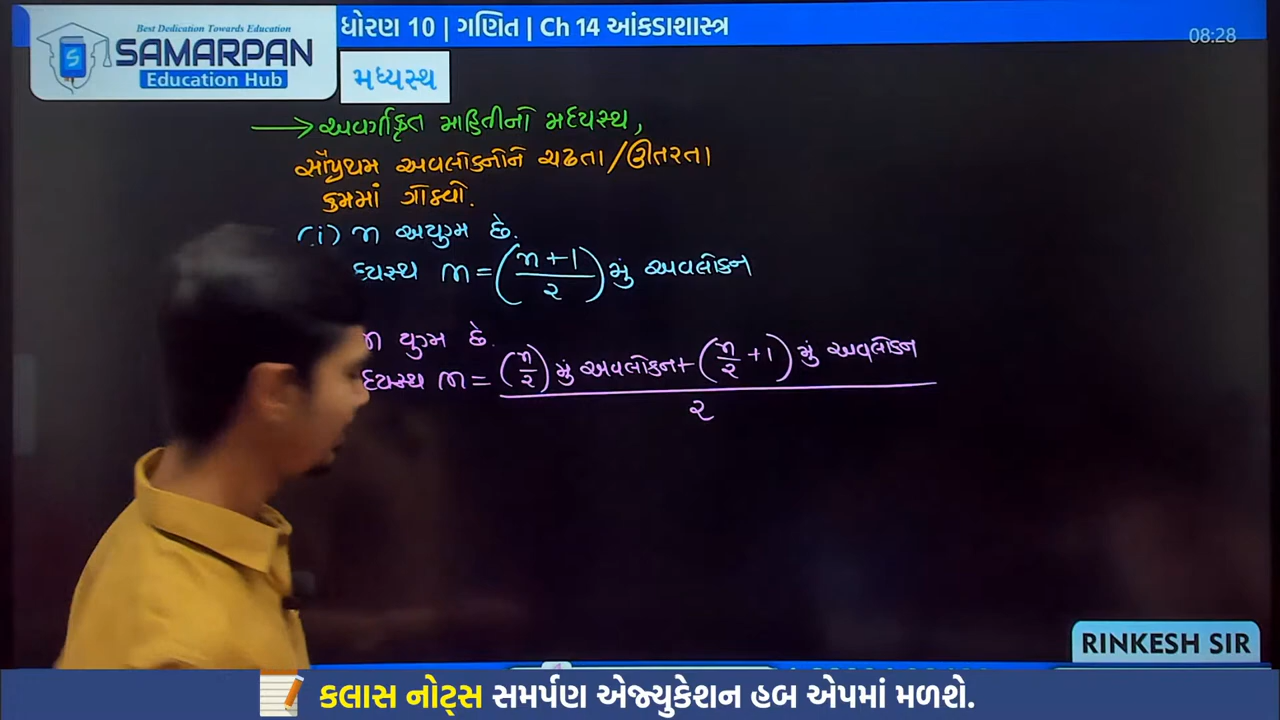 Best Dedication Towards Education
SAMARPAN
Education Hub
ધોરણ 10 | ગણિત | Ch 14 આંકડાશાસ્ત્ર
08:28
મધ્યસ્થ
→ અવર્ગીકૃત માહિતીનો મધ્યસ્થ,
સૌપ્રથમ અવલોકનોને ચઢતા/ઊતરતા
ક્રમમાં ગોઠવો.
(i) n અયુગ્મ છે.
ધ્યસ્થ M = (n+1/2) મું અવલોકન
n યુગ્મ છે.
ધ્યસ્થ M = (n/2) મું અવલોકન + (n/2 + 1) મું અવલોકન
2
RINKESH SIR
કલાસ નોટ્સ સમર્પણ એજ્યુકેશન હબ એપમાં મળશે.